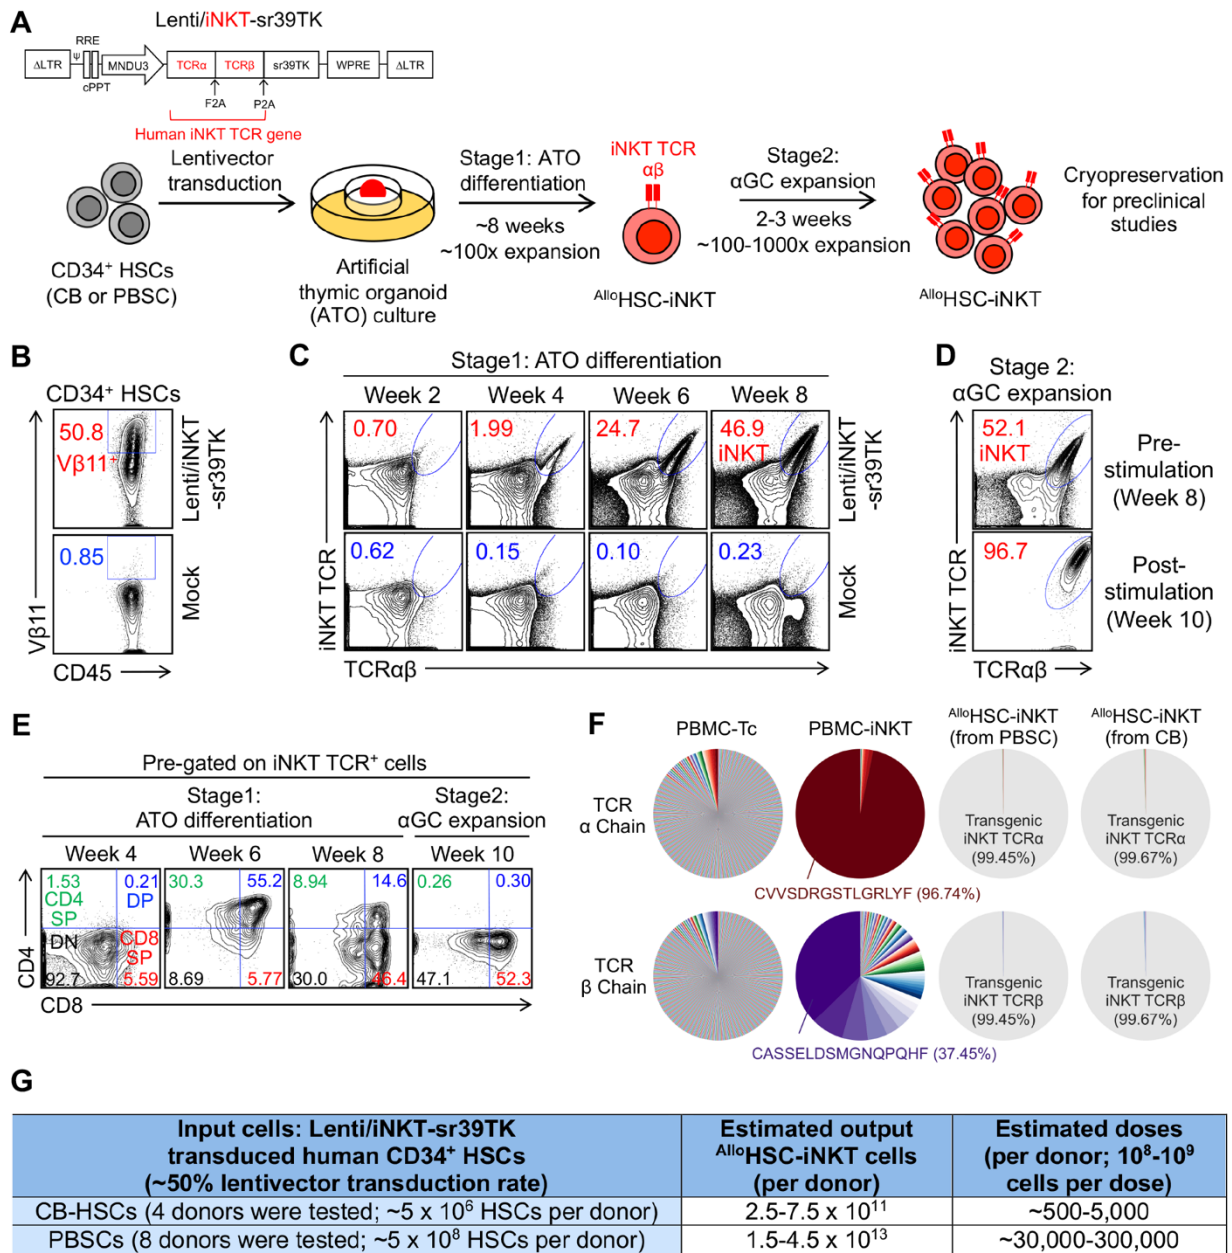 A
Lenti/iNKT-sr39TK
RRE
ΔLTR
ψ
MNDU3
TCRα
TCRβ
sr39TK
WPRE
ΔLTR
cPPT
F2A
P2A
Human iNKT TCR gene
Lentivector
transduction
Stage1: ATO
differentiation
~8 weeks
~100x expansion
iNKT TCR
αβ
Stage2:
αGC expansion
2-3 weeks
~100-1000x expansion
Cryopreservation
for preclinical
studies
CD34+ HSCs
(CB or PBSC)
Artificial
thymic organoid
(ATO) culture
AlloHSC-iNKT
AlloHSC-iNKT
B
CD34+ HSCs
50.8
Vβ11+
Lenti/iNKT
-sr39TK
0.85
Mock
Vβ11
CD45
C
Stage1: ATO differentiation
Week 2
Week 4
Week 6
Week 8
0.70
1.99
24.7
46.9
iNKT
Lenti/iNKT
-sr39TK
0.62
0.15
0.10
0.23
Mock
iNKT TCR
TCRαβ
D
Stage 2:
αGC expansion
52.1
iNKT
Pre-
stimulation
(Week 8)
96.7
Post-
stimulation
(Week 10)
iNKT TCR
TCRαβ
E
Pre-gated on iNKT TCR+ cells
Stage1:
ATO differentiation
Stage2:
αGC expansion
Week 4
Week 6
Week 8
Week 10
1.53
CD4
SP
0.21
DP
DN
CD8
SP
92.7
5.59
30.3
55.2
8.69
5.77
8.94
14.6
30.0
46.4
0.26
0.30
47.1
52.3
CD4
CD8
F
PBMC-Tc
PBMC-iNKT
AlloHSC-iNKT
(from PBSC)
AlloHSC-iNKT
(from CB)
TCR
α Chain
Transgenic
iNKT TCRα
(99.45%)
Transgenic
iNKT TCRα
(99.67%)
CVVSDRGSTLGRLYF (96.74%)
TCR
β Chain
Transgenic
iNKT TCRβ
(99.45%)
Transgenic
iNKT TCRβ
(99.67%)
CASSELDSMGNQPQHF (37.45%)
G
Input cells: Lenti/iNKT-sr39TK
transduced human CD34+ HSCs
(~50% lentivector transduction rate)
Estimated output
AlloHSC-iNKT cells
(per donor)
Estimated doses
(per donor; 10⁸-10⁹
cells per dose)
CB-HSCs (4 donors were tested; ~5 x 10⁶ HSCs per donor)
2.5-7.5 x 10¹¹
~500-5,000
PBSCs (8 donors were tested; ~5 x 10⁸ HSCs per donor)
1.5-4.5 x 10¹³
~30,000-300,000